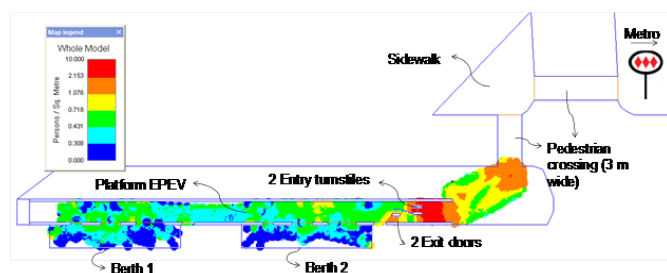 Map legend
Whole Model
Persons / Sq. Metre
10.000
2.153
1.076
0.718
0.431
0.308
0.000
Metro
Sidewalk
Pedestrian
crossing (3 m
wide)
Platform EPEV
2 Entry turnstiles
2 Exit doors
Berth 1
Berth 2